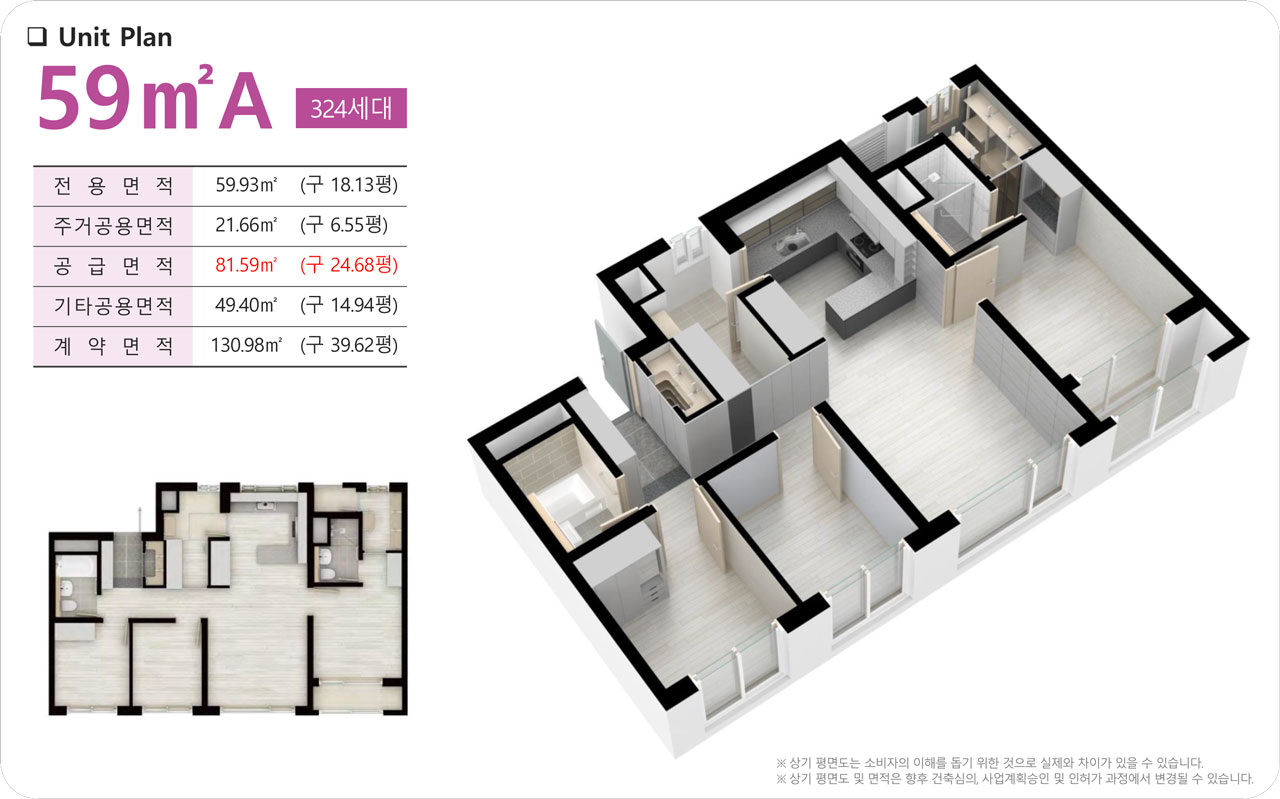 ❏ Unit Plan
59㎡ A
324세대
전 용 면 적 59.93㎡ (구 18.13평)
주거공용면적 21.66㎡ (구 6.55평)
공 급 면 적 81.59㎡ (구 24.68평)
기타공용면적 49.40㎡ (구 14.94평)
계 약 면 적 130.98㎡ (구 39.62평)
※ 상기 평면도는 소비자의 이해를 돕기 위한 것으로 실제와 차이가 있을 수 있습니다.
※ 상기 평면도 및 면적은 향후 건축심의, 사업계획승인 및 인허가 과정에서 변경될 수 있습니다.